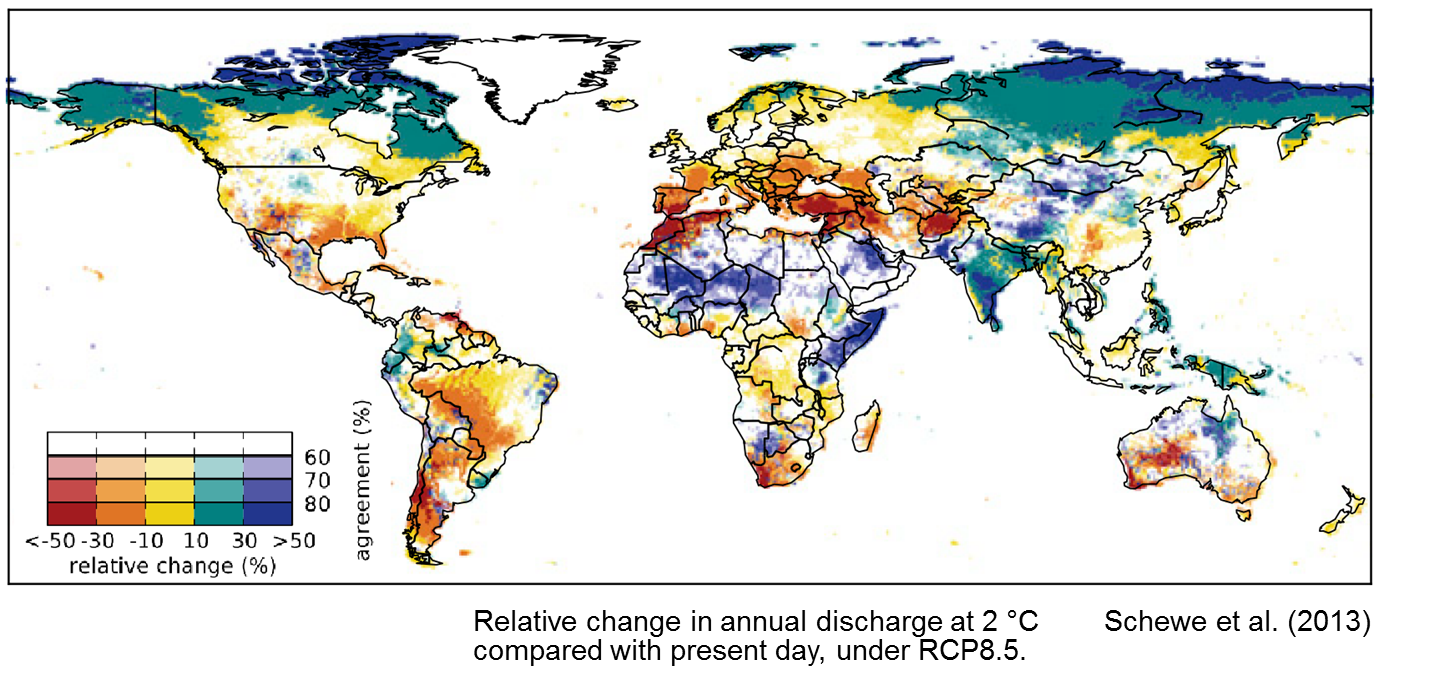 60
70
80
agreement (%)
<-50 -30 -10 10 30 >50
relative change (%)
Relative change in annual discharge at 2 °C
compared with present day, under RCP8.5.
Schewe et al. (2013)